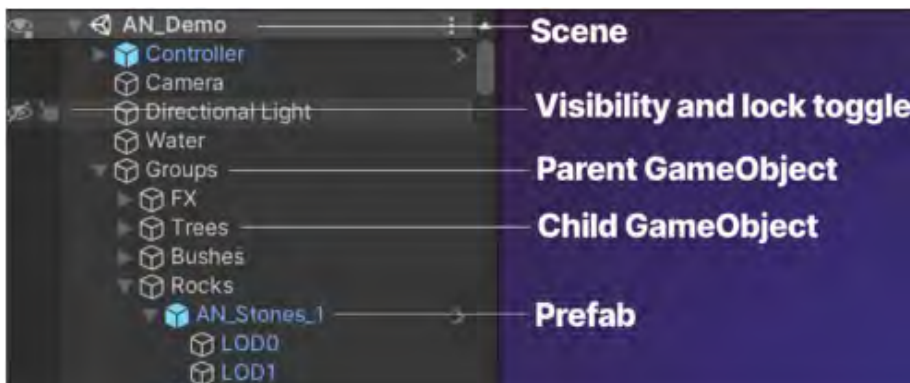 AN_Demo
Scene
Controller
Camera
Directional Light
Visibility and lock toggle
Water
Groups
Parent GameObject
FX
Trees
Child GameObject
Bushes
Rocks
AN_Stones_1
Prefab
LOD0
LOD1